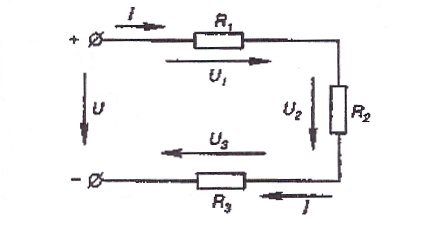 I R₁
+
U₁
U U₂ R₂
U₃
−
R₃ I